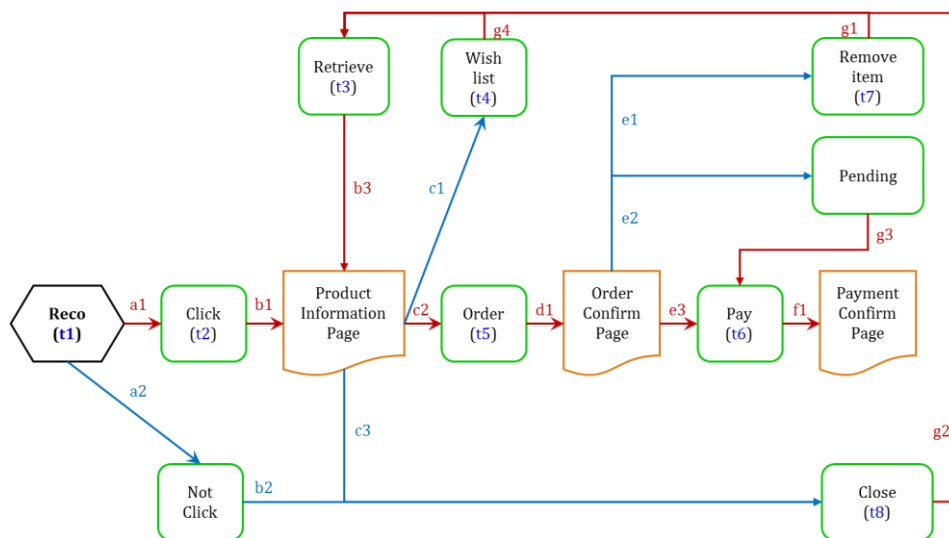 g4
g1
Retrieve
(t3)
Wish
list
(t4)
Remove
item
(t7)
e1
c1
b3
Pending
e2
g3
a1
Reco
(t1)
Click
(t2)
b1
Product
Information
Page
c2
Order
(t5)
d1
Order
Confirm
Page
e3
Pay
(t6)
f1
Payment
Confirm
Page
a2
c3
g2
Not
Click
b2
Close
(t8)